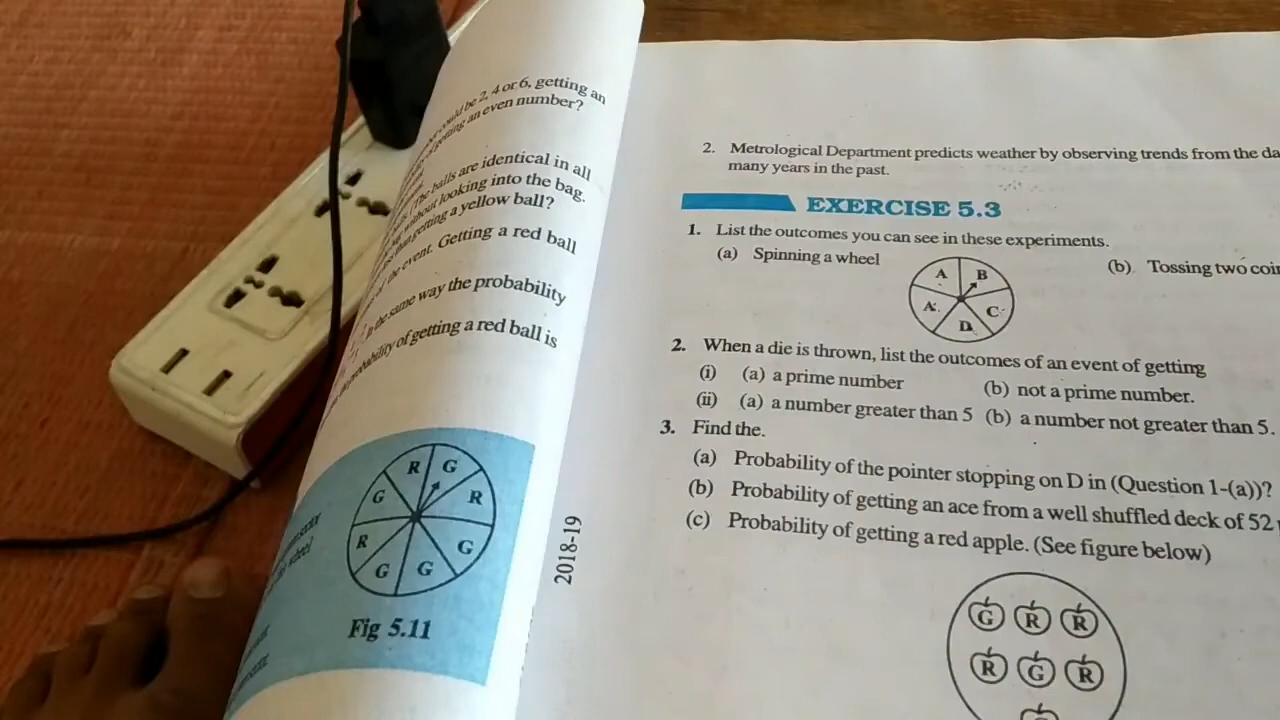 could be 2, 4 or 6, getting an
getting an even number?
(The balls are identical in all
without looking into the bag.
getting a yellow ball?
the event. Getting a red ball
In the same way the probability
probability of getting a red ball is
R G
G R
R G
G G
Fig 5.11
2018-19
2. Metrological Department predicts weather by observing trends from the da
many years in the past.
EXERCISE 5.3
1. List the outcomes you can see in these experiments.
(a) Spinning a wheel
A B
A C
D
(b) Tossing two coi
2. When a die is thrown, list the outcomes of an event of getting
(i) (a) a prime number (b) not a prime number.
(ii) (a) a number greater than 5 (b) a number not greater than 5.
3. Find the.
(a) Probability of the pointer stopping on D in (Question 1-(a))?
(b) Probability of getting an ace from a well shuffled deck of 52
(c) Probability of getting a red apple. (See figure below)
G R R
R G R